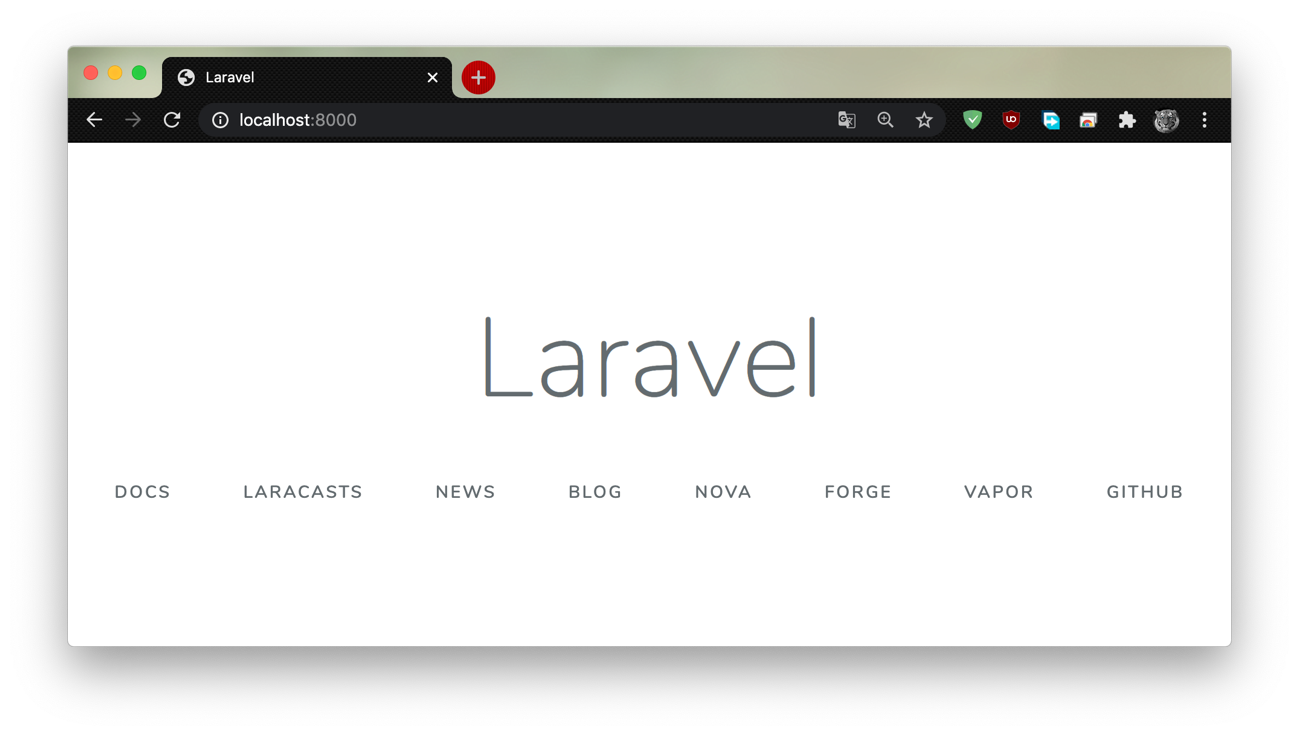 Laravel
localhost:8000
Laravel
DOCS LARACASTS NEWS BLOG NOVA FORGE VAPOR GITHUB